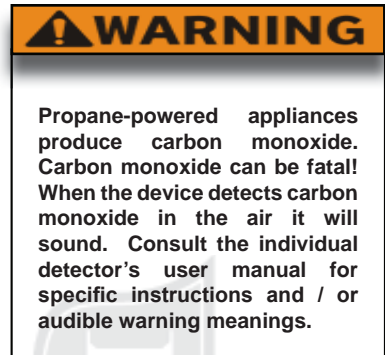 WARNING
Propane-powered appliances
produce carbon monoxide.
Carbon monoxide can be fatal!
When the device detects carbon
monoxide in the air it will
sound. Consult the individual
detector's user manual for
specific instructions and / or
audible warning meanings.